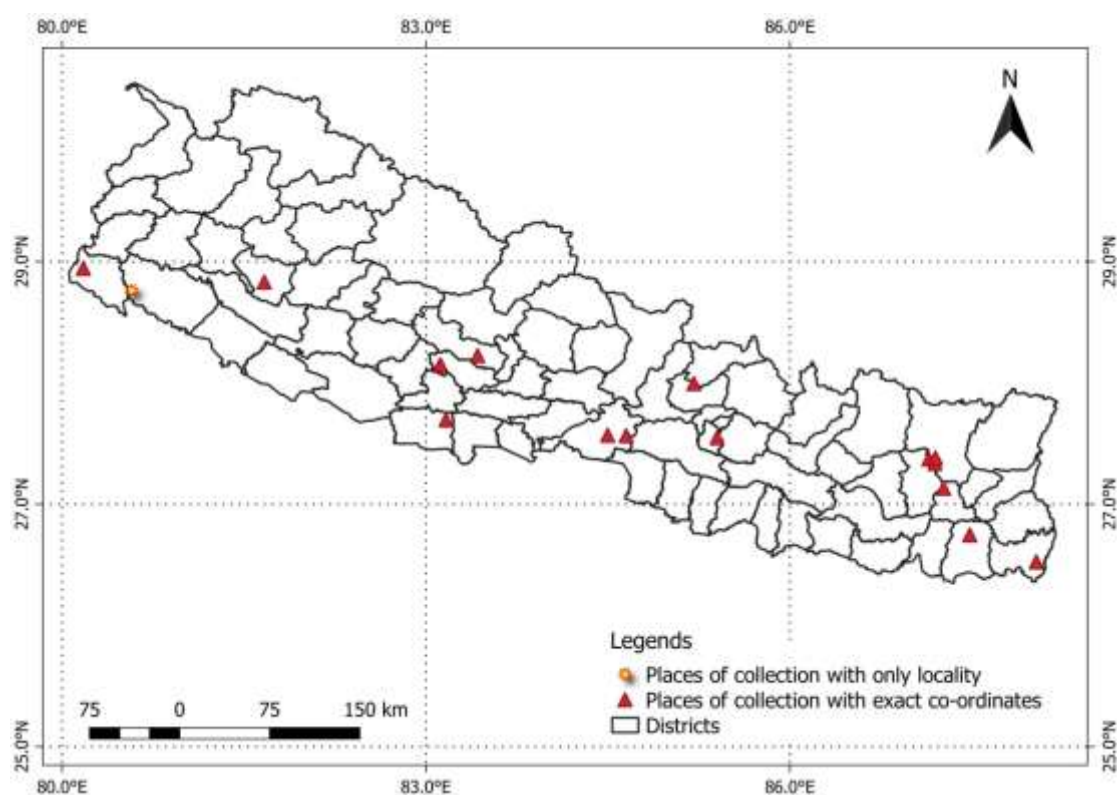 80.0°E 83.0°E 86.0°E
N
29.0°N 29.0°N
27.0°N 27.0°N
Legends
Places of collection with only locality
Places of collection with exact co-ordinates
Districts
75 0 75 150 km
25.0°N 25.0°N
80.0°E 83.0°E 86.0°E